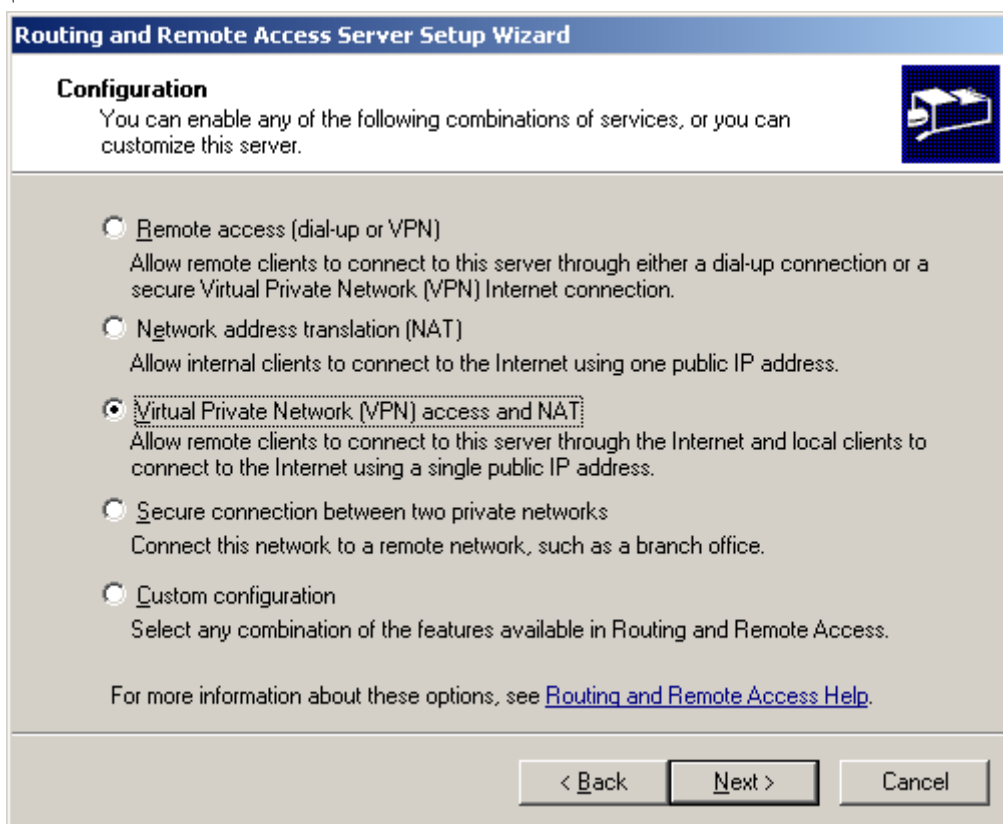 Routing and Remote Access Server Setup Wizard
Configuration
You can enable any of the following combinations of services, or you can
customize this server.
Remote access (dial-up or VPN)
Allow remote clients to connect to this server through either a dial-up connection or a
secure Virtual Private Network (VPN) Internet connection.
Network address translation (NAT)
Allow internal clients to connect to the Internet using one public IP address.
Virtual Private Network (VPN) access and NAT
Allow remote clients to connect to this server through the Internet and local clients to
connect to the Internet using a single public IP address.
Secure connection between two private networks
Connect this network to a remote network, such as a branch office.
Custom configuration
Select any combination of the features available in Routing and Remote Access.
For more information about these options, see Routing and Remote Access Help.
< Back
Next >
Cancel